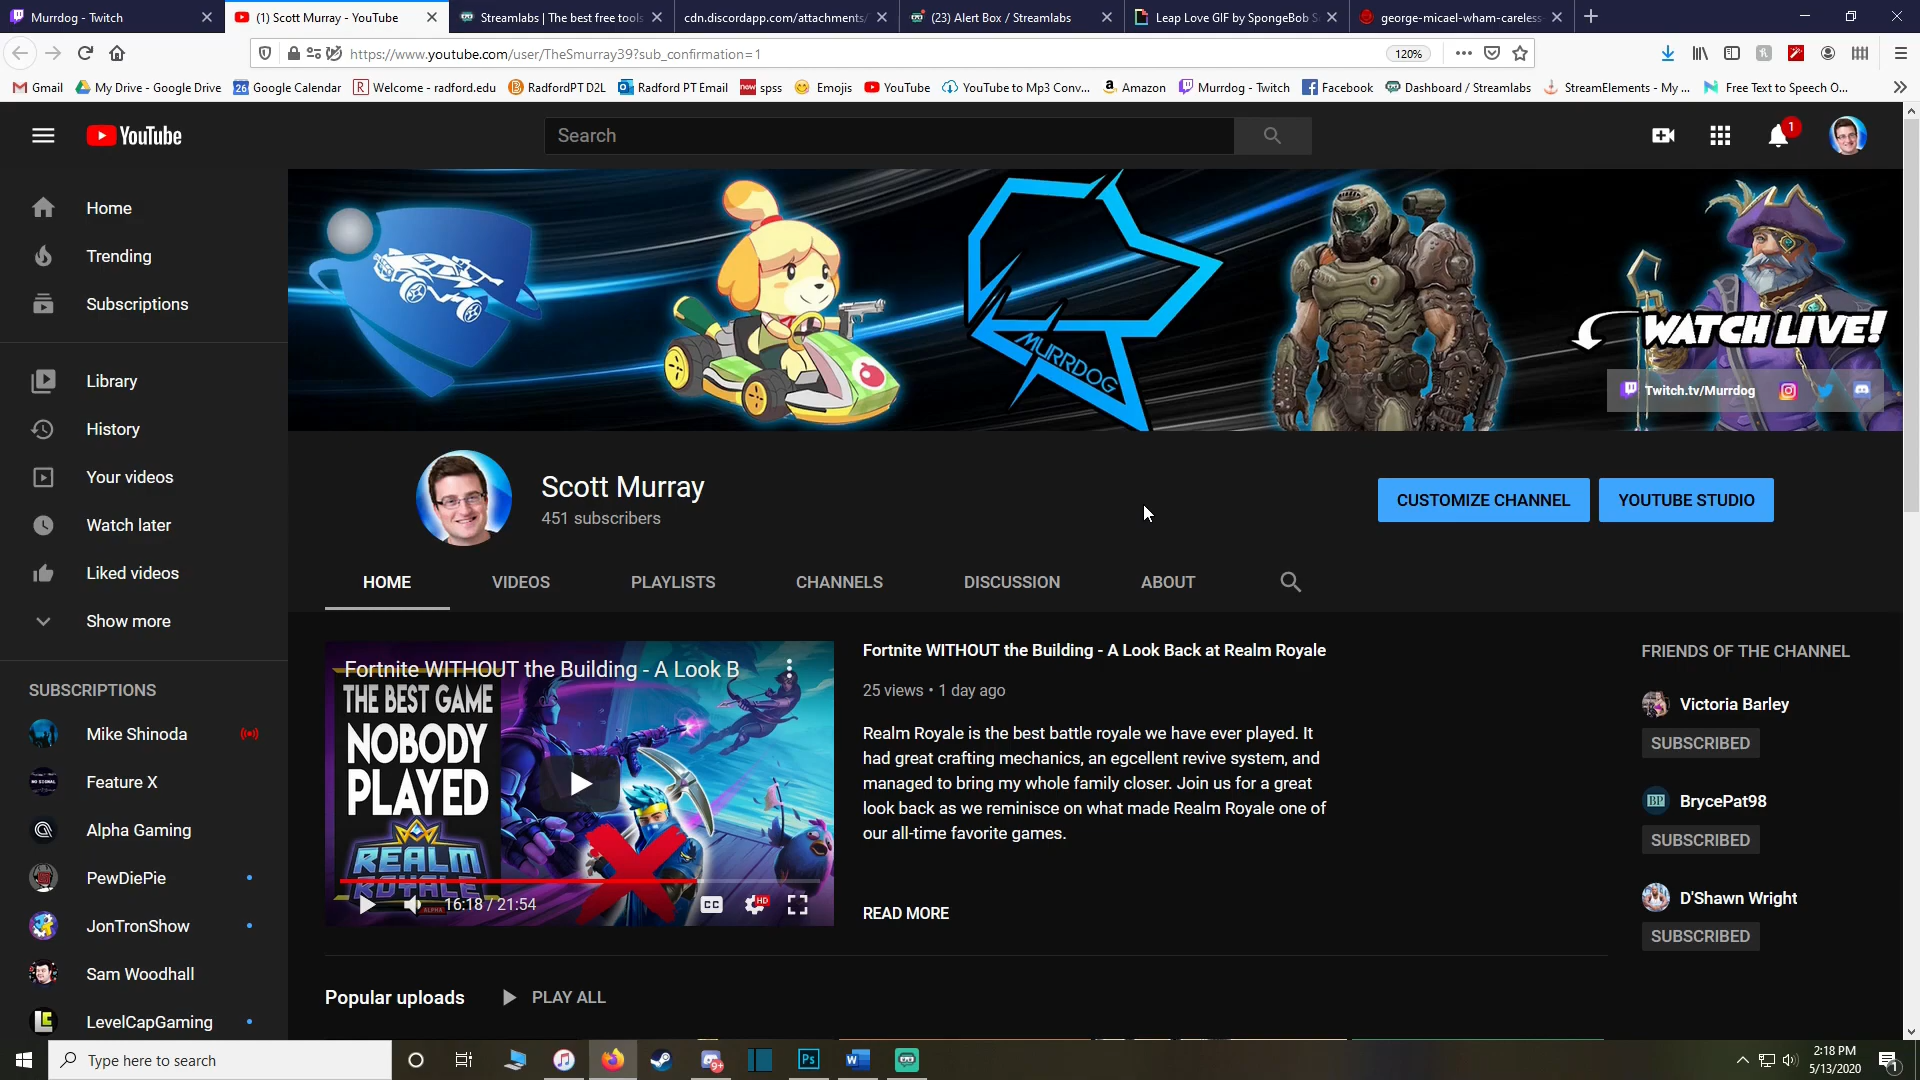 Murrdog - Twitch
(1) Scott Murray - YouTube
Streamlabs | The best free tools
cdn.discordapp.com/attachments/
(23) Alert Box / Streamlabs
Leap Love GIF by SpongeBob S
george-micael-wham-careless-
https://www.youtube.com/user/TheSmurray39?sub_confirmation=1
120%
Gmail
My Drive - Google Drive
26
Google Calendar
R
Welcome - radford.edu
RadfordPT D2L
Radford PT Email
now
spss
Emojis
YouTube
YouTube to Mp3 Conv...
Amazon
Murrdog - Twitch
Facebook
Dashboard / Streamlabs
StreamElements - My ...
Free Text to Speech O...
YouTube
Search
1
Home
Trending
Subscriptions
Library
History
Your videos
Watch later
Liked videos
Show more
SUBSCRIPTIONS
Mike Shinoda
Feature X
Alpha Gaming
PewDiePie
JonTronShow
Sam Woodhall
LevelCapGaming
MURRDOG
WATCH LIVE!
Twitch.tv/Murrdog
Scott Murray
451 subscribers
CUSTOMIZE CHANNEL
YOUTUBE STUDIO
HOME
VIDEOS
PLAYLISTS
CHANNELS
DISCUSSION
ABOUT
Fortnite WITHOUT the Building - A Look B
THE BEST GAME
NOBODY
PLAYED
REALM
ROYALE
ALPHA
16:18 / 21:54
CC
HD
Fortnite WITHOUT the Building - A Look Back at Realm Royale
25 views • 1 day ago
Realm Royale is the best battle royale we have ever played. It
had great crafting mechanics, an egcellent revive system, and
managed to bring my whole family closer. Join us for a great
look back as we reminisce on what made Realm Royale one of
our all-time favorite games.
READ MORE
FRIENDS OF THE CHANNEL
Victoria Barley
SUBSCRIBED
BP
BrycePat98
SUBSCRIBED
D'Shawn Wright
SUBSCRIBED
Popular uploads
PLAY ALL
Type here to search
9+
Ps
W
2:18 PM
5/13/2020
1